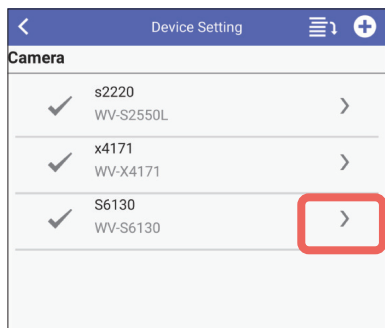 Device Setting
Camera
s2220
WV-S2550L
x4171
WV-X4171
S6130
WV-S6130